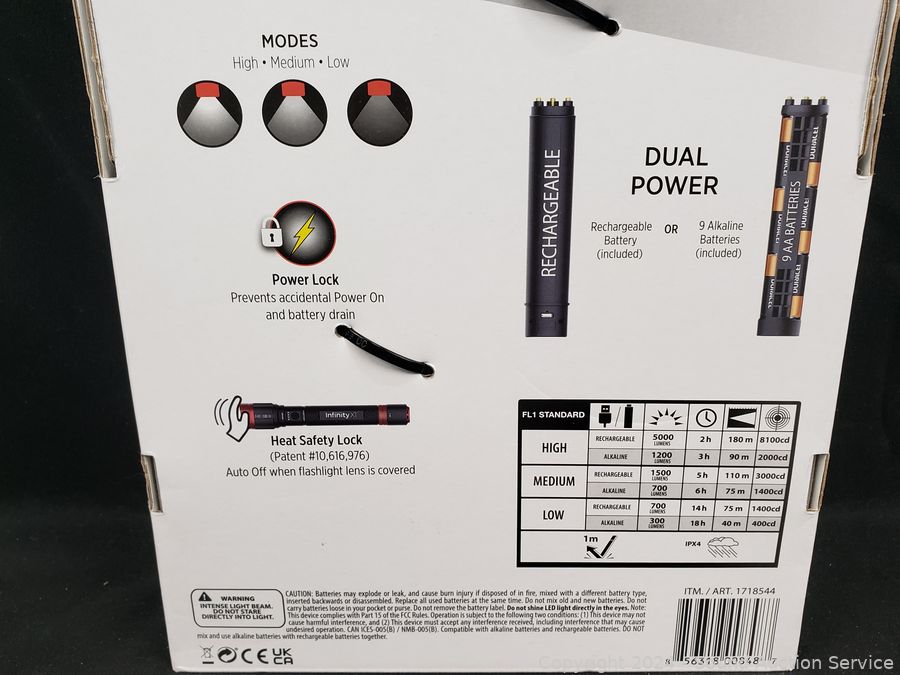 MODES
High • Medium • Low
Power Lock
Prevents accidental Power On
and battery drain
InfinityX1
Heat Safety Lock
(Patent #10,616,976)
Auto Off when flashlight lens is covered
RECHARGEABLE
DUAL
POWER
Rechargeable
Battery
(included)
OR
9 Alkaline
Batteries
(included)
9 AA BATTERIES
DURACELL
FL1 STANDARD
HIGH
RECHARGEABLE 5000 LUMENS 2 h 180 m 8100cd
ALKALINE 1200 LUMENS 3 h 90 m 2000cd
MEDIUM
RECHARGEABLE 1500 LUMENS 5 h 110 m 3000cd
ALKALINE 700 LUMENS 6 h 75 m 1400cd
LOW
RECHARGEABLE 700 LUMENS 14 h 75 m 1400cd
ALKALINE 300 LUMENS 18 h 40 m 400cd
1m
IPX4
WARNING
INTENSE LIGHT BEAM.
DO NOT STARE
DIRECTLY INTO LIGHT.
CAUTION: Batteries may explode or leak, and cause burn injury if disposed of in fire, mixed with a different battery type,
inserted backwards or disassembled. Replace all used batteries at the same time. Do not mix old and new batteries. Do not
carry batteries loose in your pocket or purse. Do not remove the battery label. Do not shine LED light directly in the eyes. Note:
This device complies with Part 15 of the FCC Rules. Operation is subject to the following two conditions: (1) This device may not
cause harmful interference, and (2) This device must accept any interference received, including interference that may cause
undesired operation. CAN ICES-005(B) / NMB-005(B). Compatible with alkaline batteries and rechargeable batteries. DO NOT
mix and use alkaline batteries with rechargeable batteries together.
CE UK
CA
ITM. / ART. 1718544
Auction Service